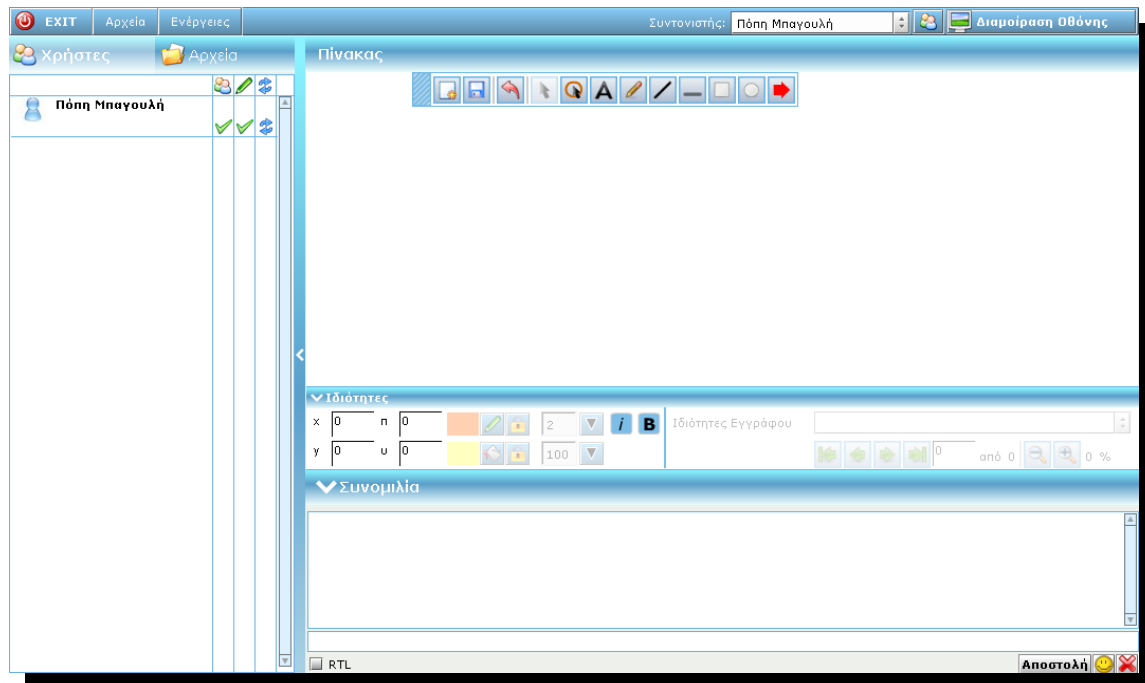 EXIT Αρχεία Ενέργειες Συντονιστής: Πόπη Μπαγουλή Διαμοίραση Οθόνης
Χρήστες Αρχεία Πίνακας
Πόπη Μπαγουλή
A
Ιδιότητες
x 0 π 0 2 i B Ιδιότητες Εγγράφου
y 0 υ 0 100 0 από 0 0 %
Συνομιλία
RTL Αποστολή